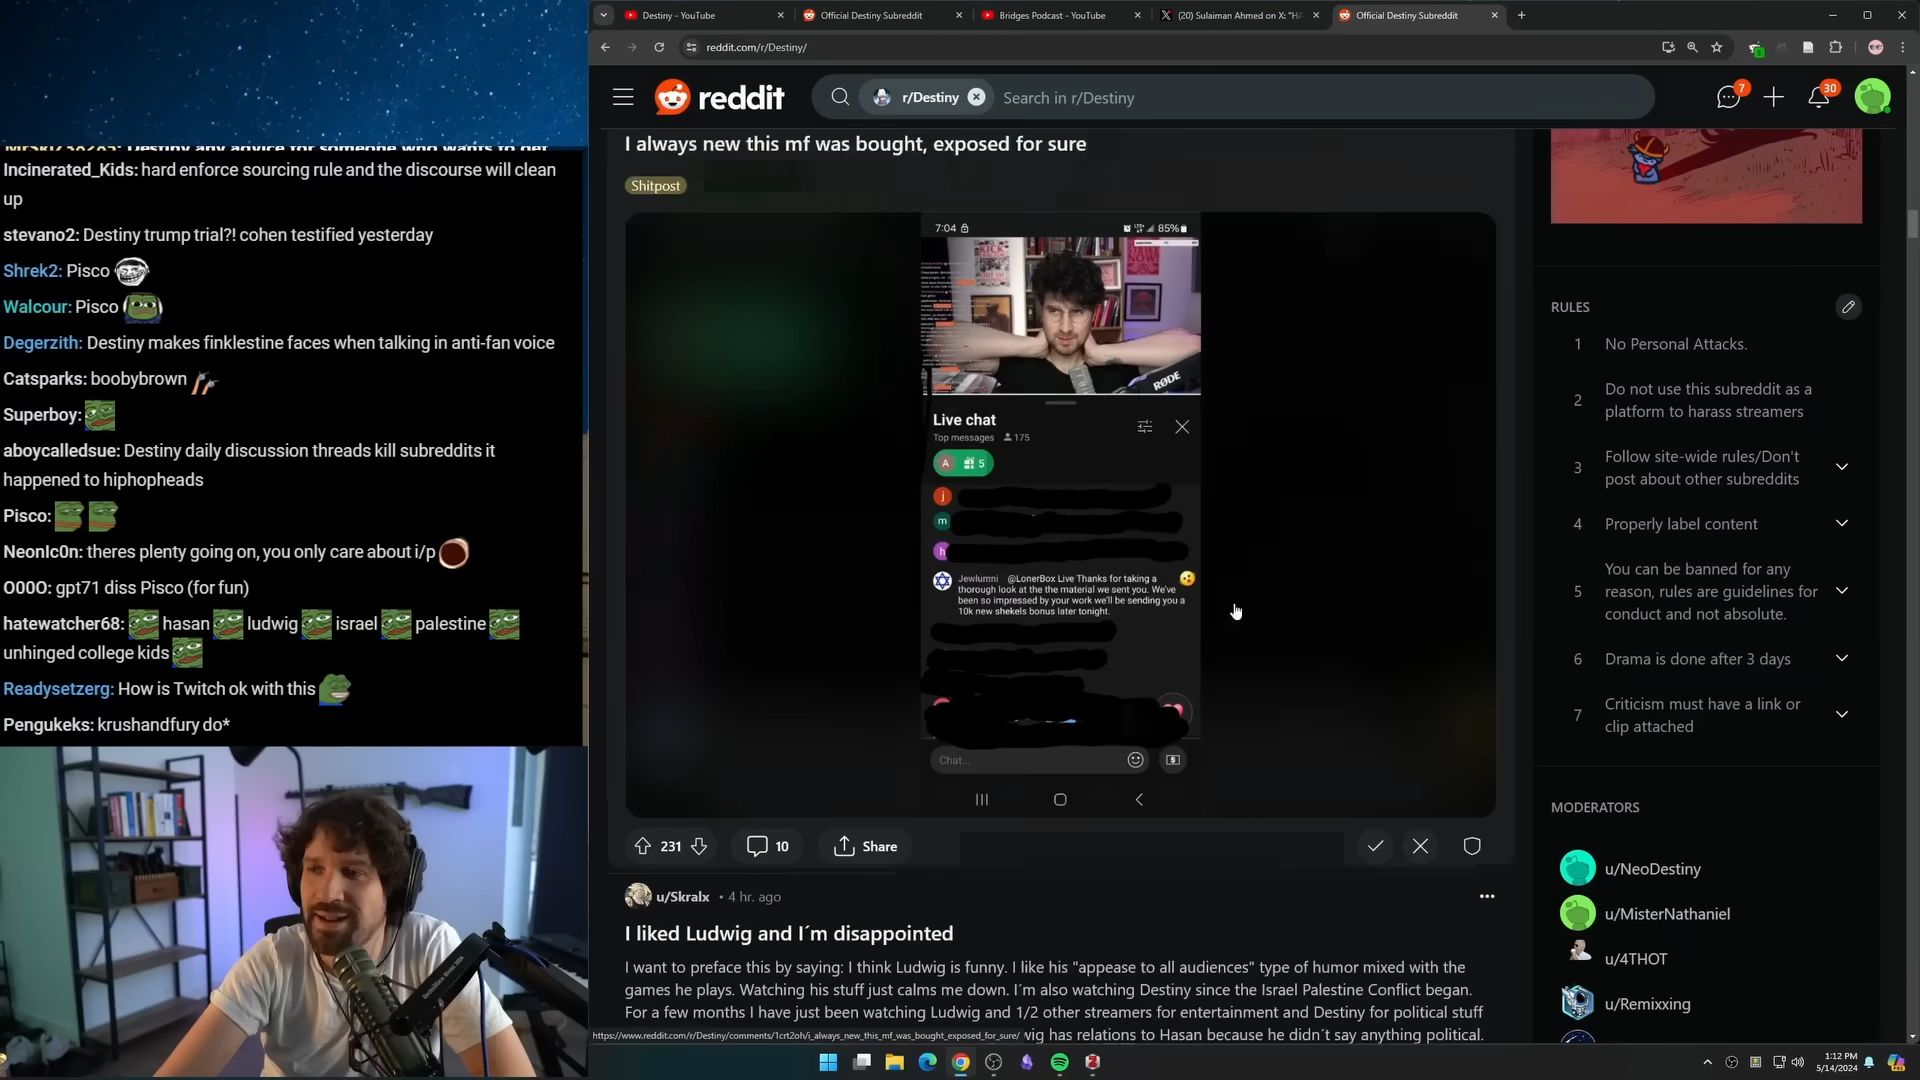 Destiny - YouTube
Official Destiny Subreddit
Bridges Podcast - YouTube
(20) Sulaiman Ahmed on X: "HA
Official Destiny Subreddit
reddit.com/r/Destiny/
reddit
r/Destiny
Search in r/Destiny
7
30
Incinerated_Kids: hard enforce sourcing rule and the discourse will clean
up
stevano2: Destiny trump trial?! cohen testified yesterday
Shrek2: Pisco
Walcour: Pisco
Degerzith: Destiny makes finklestine faces when talking in anti-fan voice
Catsparks: boobybrown
Superboy:
aboycalledsue: Destiny daily discussion threads kill subreddits it
happened to hiphopheads
Pisco:
NeonIc0n: theres plenty going on, you only care about i/p
O00O: gpt71 diss Pisco (for fun)
hatewatcher68: hasan ludwig israel palestine
unhinged college kids
Readysetzerg: How is Twitch ok with this
Pengukeks: krushandfury do*
I always new this mf was bought, exposed for sure
Shitpost
7:04
85%
RØDE
Live chat
Top messages 175
A 5
j
m
h
Jewlumni @LonerBox Live Thanks for taking a
thorough look at the the material we sent you. We've
been so impressed by your work we'll be sending you a
10k new shekels bonus later tonight.
Chat...
231
10
Share
u/Skralx • 4 hr. ago
I liked Ludwig and I´m disappointed
I want to preface this by saying: I think Ludwig is funny. I like his "appease to all audiences" type of humor mixed with the
games he plays. Watching his stuff just calms me down. I´m also watching Destiny since the Israel Palestine Conflict began.
For a few months I have just been watching Ludwig and 1/2 other streamers for entertainment and Destiny for political stuff
wig has relations to Hasan because he didn´t say anything political.
https://www.reddit.com/r/Destiny/comments/1crt2oh/i_always_new_this_mf_was_bought_exposed_for_sure/
RULES
1 No Personal Attacks.
2 Do not use this subreddit as a
platform to harass streamers
3 Follow site-wide rules/Don't
post about other subreddits
4 Properly label content
5 You can be banned for any
reason, rules are guidelines for
conduct and not absolute.
6 Drama is done after 3 days
7 Criticism must have a link or
clip attached
MODERATORS
u/NeoDestiny
u/MisterNathaniel
u/4THOT
u/Remixxing
1:12 PM
5/14/2024